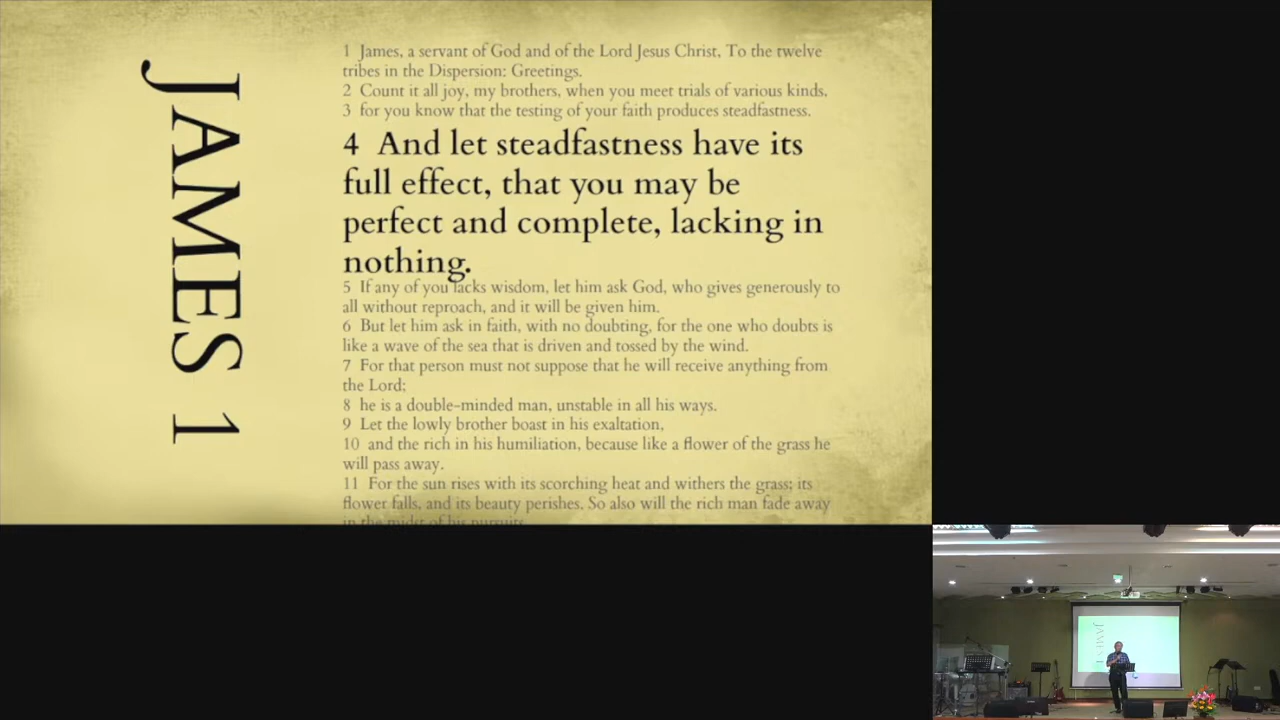 JAMES 1
1 James, a servant of God and of the Lord Jesus Christ, To the twelve
tribes in the Dispersion: Greetings.
2 Count it all joy, my brothers, when you meet trials of various kinds,
3 for you know that the testing of your faith produces steadfastness.
4 And let steadfastness have its
full effect, that you may be
perfect and complete, lacking in
nothing.
5 If any of you lacks wisdom, let him ask God, who gives generously to
all without reproach, and it will be given him.
6 But let him ask in faith, with no doubting, for the one who doubts is
like a wave of the sea that is driven and tossed by the wind.
7 For that person must not suppose that he will receive anything from
the Lord;
8 he is a double-minded man, unstable in all his ways.
9 Let the lowly brother boast in his exaltation,
10 and the rich in his humiliation, because like a flower of the grass he
will pass away.
11 For the sun rises with its scorching heat and withers the grass; its
flower falls, and its beauty perishes. So also will the rich man fade away
in the midst of his pursuits.
JAMES 1